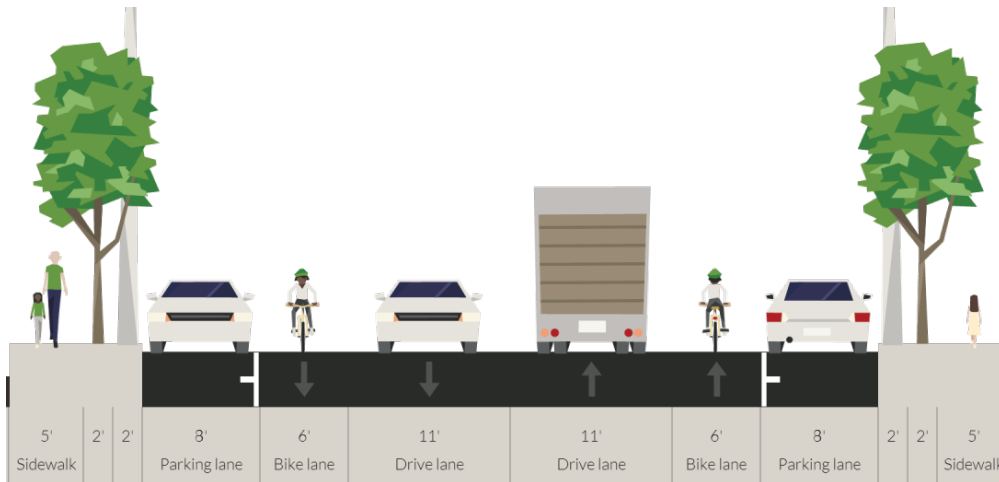 5' 2' 2' 8' 6' 11' 11' 6' 8' 2' 2' 5'
Sidewalk Parking lane Bike lane Drive lane Drive lane Bike lane Parking lane Sidewalk